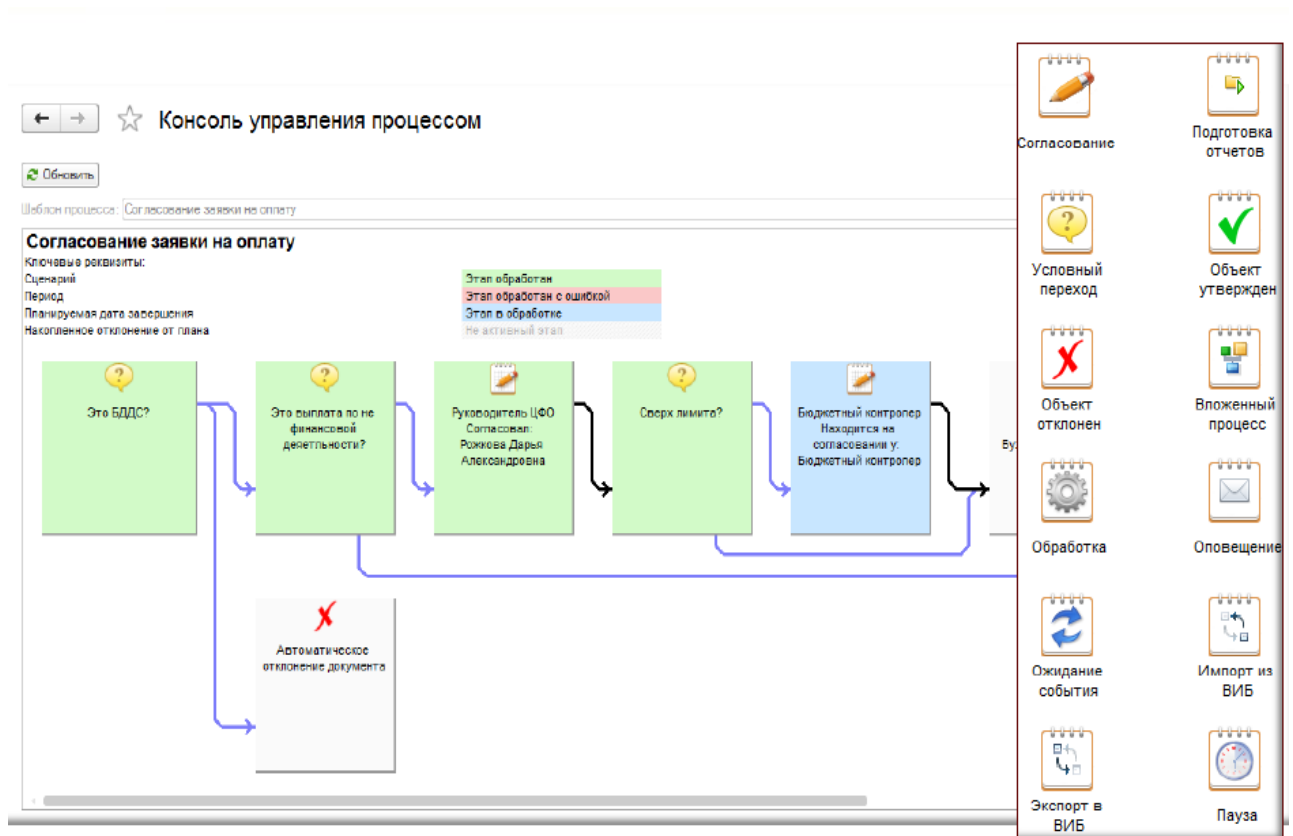 Консоль управления процессом
Обновить
Шаблон процесса: Согласование заявки на оплату
Согласование заявки на оплату
Ключевые реквизиты:
Сценарий
Период
Планируемая дата завершения
Накопленное отклонение от плана
Этап обработан
Этап обработан с ошибкой
Этап в обработке
Не активный этап
Это БДДС?
Это выплата по не
финансовой
деяетльности?
Руководитель ЦФО
Согласовал:
Рожкова Дарья
Александровна
Сверх лимита?
Бюджетный контролер
Находится на
согласовании у:
Бюджетный контролер
Автоматическое
отклонение документа
Согласование
Подготовка
отчетов
Условный
переход
Объект
утвержден
Объект
отклонен
Вложенный
процесс
Обработка
Оповещение
Ожидание
события
Импорт из
ВИБ
Экспорт в
ВИБ
Пауза